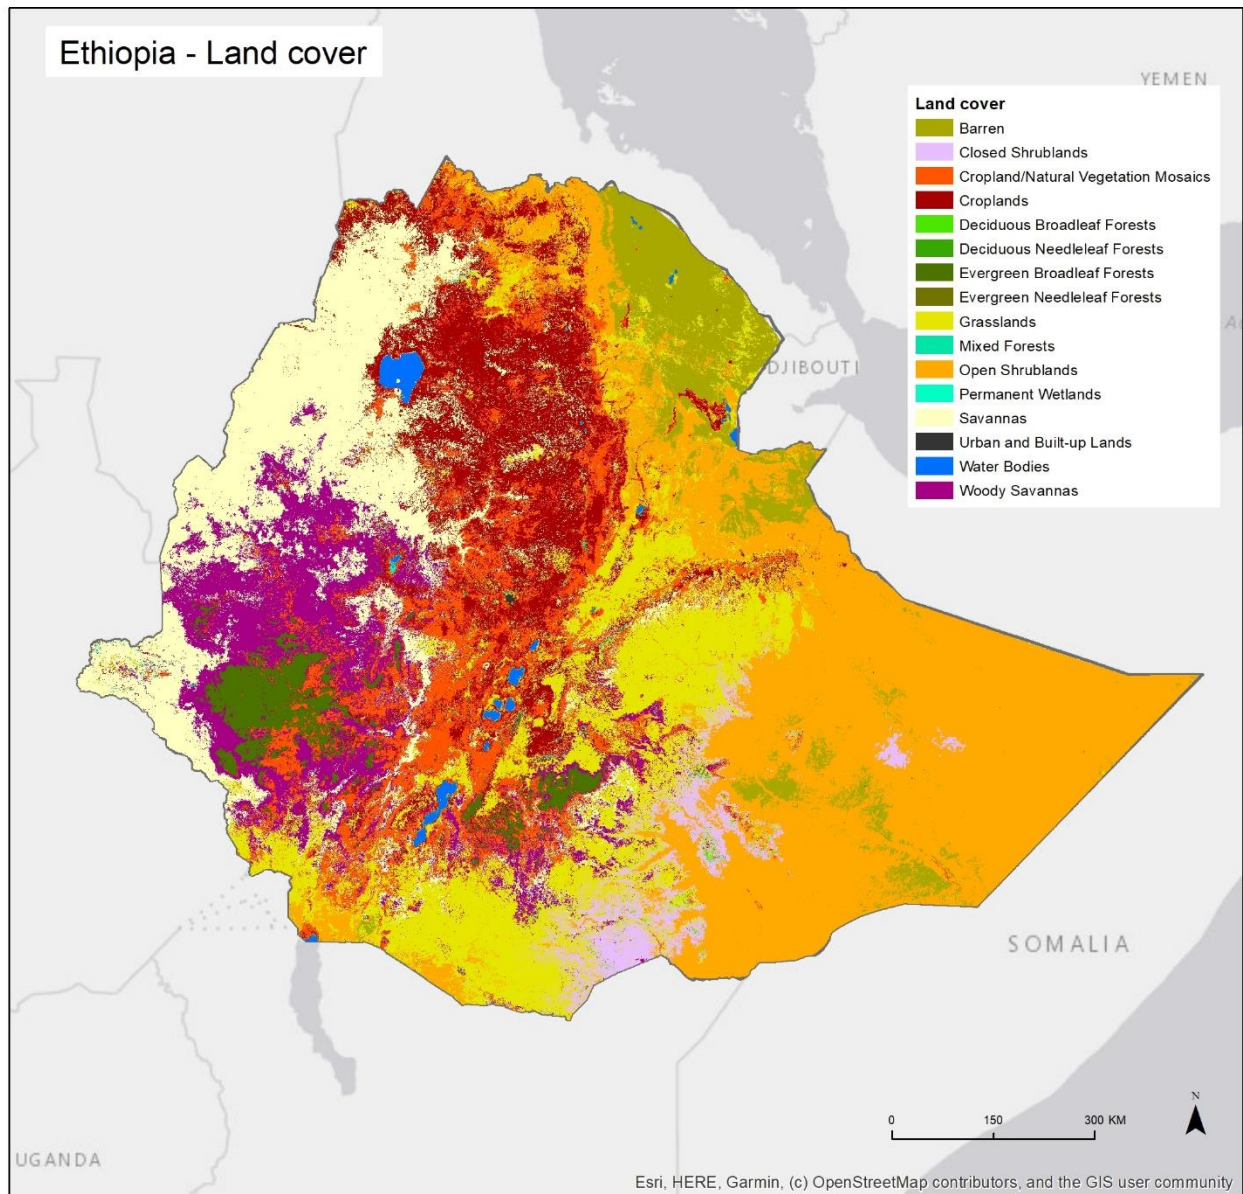 Ethiopia - Land cover
YEMEN
Land cover
Barren
Closed Shrublands
Cropland/Natural Vegetation Mosaics
Croplands
Deciduous Broadleaf Forests
Deciduous Needleleaf Forests
Evergreen Broadleaf Forests
Evergreen Needleleaf Forests
Grasslands
Mixed Forests
Open Shrublands
Permanent Wetlands
Savannas
Urban and Built-up Lands
Water Bodies
Woody Savannas
DJIBOUTI
SOMALIA
N
0 150 300 KM
UGANDA
Esri, HERE, Garmin, (c) OpenStreetMap contributors, and the GIS user community